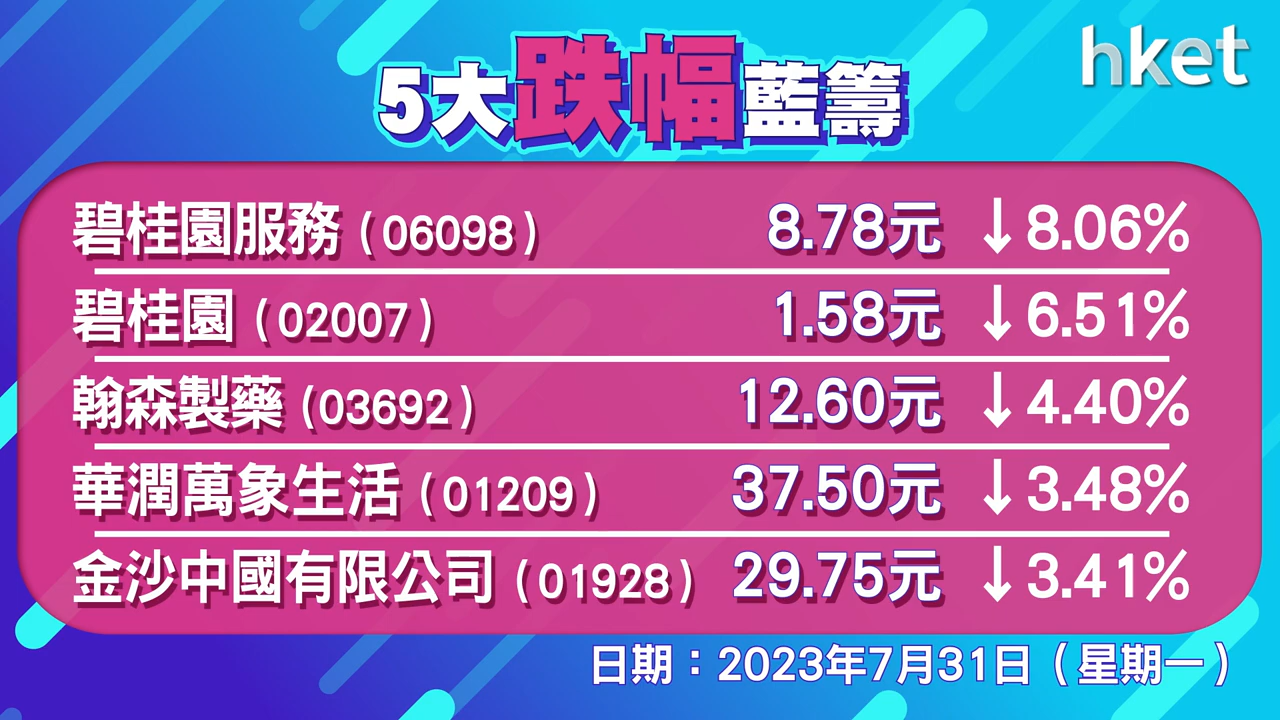 hket
5大跌幅藍籌
碧桂園服務(06098) 8.78元 ↓8.06%
碧桂園(02007) 1.58元 ↓6.51%
翰森製藥(03692) 12.60元 ↓4.40%
華潤萬象生活(01209) 37.50元 ↓3.48%
金沙中國有限公司(01928) 29.75元 ↓3.41%
日期：2023年7月31日（星期一）